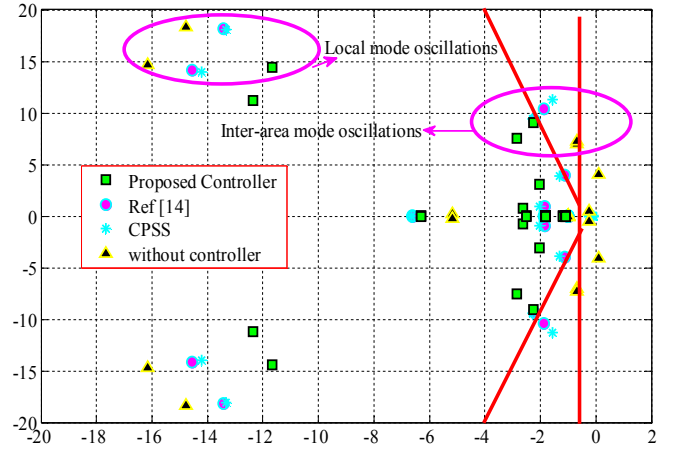 20
15
10
5
0
-5
-10
-15
-20
Local mode oscillations
Inter-area mode oscillations
Proposed Controller
Ref [14]
CPSS
without controller
-20 -18 -16 -14 -12 -10 -8 -6 -4 -2 0 2